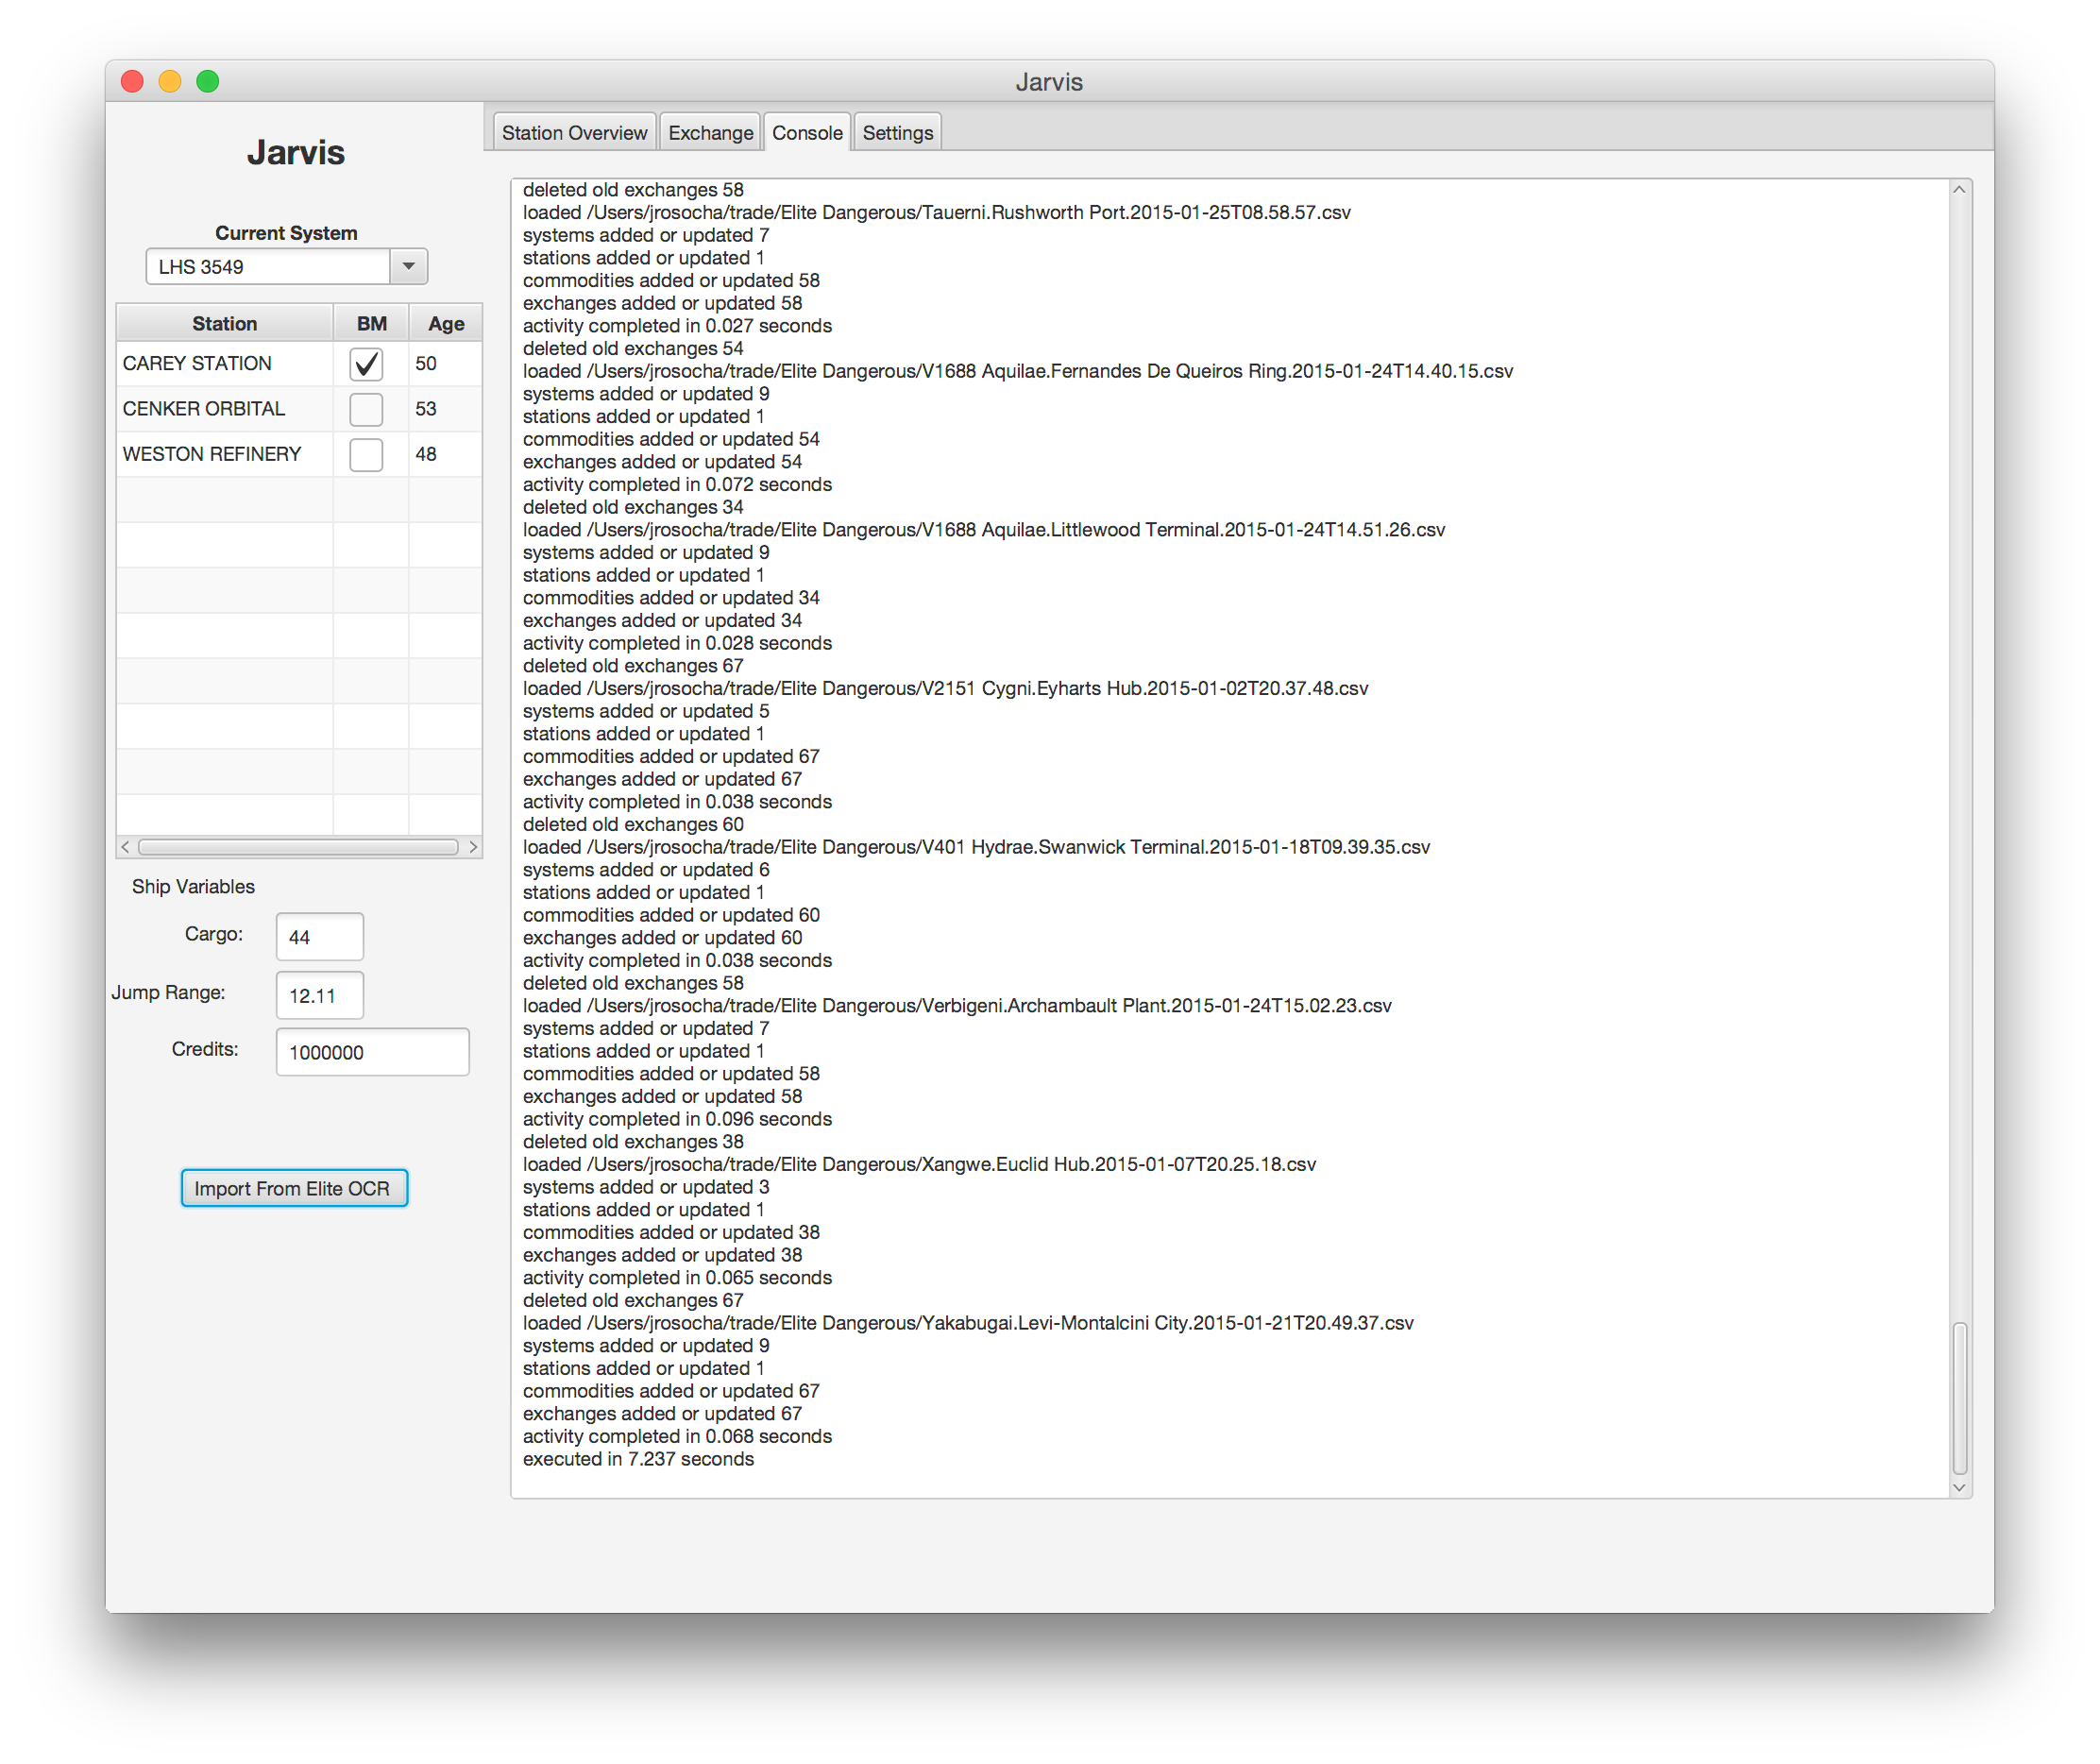 Jarvis
Jarvis
Current System
LHS 3549
Station BM Age
CAREY STATION 50
CENKER ORBITAL 53
WESTON REFINERY 48
Ship Variables
Cargo: 44
Jump Range: 12.11
Credits: 1000000
Import From Elite OCR
Station Overview Exchange Console Settings
deleted old exchanges 58
loaded /Users/jrosocha/trade/Elite Dangerous/Tauerni.Rushworth Port.2015-01-25T08.58.57.csv
systems added or updated 7
stations added or updated 1
commodities added or updated 58
exchanges added or updated 58
activity completed in 0.027 seconds
deleted old exchanges 54
loaded /Users/jrosocha/trade/Elite Dangerous/V1688 Aquilae.Fernandes De Queiros Ring.2015-01-24T14.40.15.csv
systems added or updated 9
stations added or updated 1
commodities added or updated 54
exchanges added or updated 54
activity completed in 0.072 seconds
deleted old exchanges 34
loaded /Users/jrosocha/trade/Elite Dangerous/V1688 Aquilae.Littlewood Terminal.2015-01-24T14.51.26.csv
systems added or updated 9
stations added or updated 1
commodities added or updated 34
exchanges added or updated 34
activity completed in 0.028 seconds
deleted old exchanges 67
loaded /Users/jrosocha/trade/Elite Dangerous/V2151 Cygni.Eyharts Hub.2015-01-02T20.37.48.csv
systems added or updated 5
stations added or updated 1
commodities added or updated 67
exchanges added or updated 67
activity completed in 0.038 seconds
deleted old exchanges 60
loaded /Users/jrosocha/trade/Elite Dangerous/V401 Hydrae.Swanwick Terminal.2015-01-18T09.39.35.csv
systems added or updated 6
stations added or updated 1
commodities added or updated 60
exchanges added or updated 60
activity completed in 0.038 seconds
deleted old exchanges 58
loaded /Users/jrosocha/trade/Elite Dangerous/Verbigeni.Archambault Plant.2015-01-24T15.02.23.csv
systems added or updated 7
stations added or updated 1
commodities added or updated 58
exchanges added or updated 58
activity completed in 0.096 seconds
deleted old exchanges 38
loaded /Users/jrosocha/trade/Elite Dangerous/Xangwe.Euclid Hub.2015-01-07T20.25.18.csv
systems added or updated 3
stations added or updated 1
commodities added or updated 38
exchanges added or updated 38
activity completed in 0.065 seconds
deleted old exchanges 67
loaded /Users/jrosocha/trade/Elite Dangerous/Yakabugai.Levi-Montalcini City.2015-01-21T20.49.37.csv
systems added or updated 9
stations added or updated 1
commodities added or updated 67
exchanges added or updated 67
activity completed in 0.068 seconds
executed in 7.237 seconds